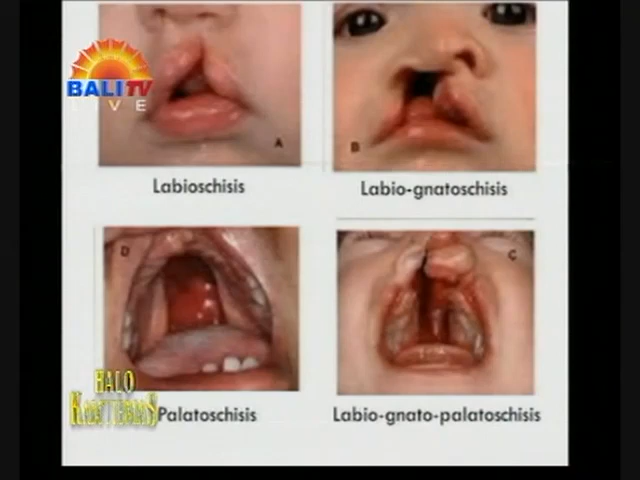 BALI TV
LIVE
A
B
Labioschisis
Labio-gnatoschisis
D
C
HALO
Palatoschisis
Labio-gnato-palatoschisis